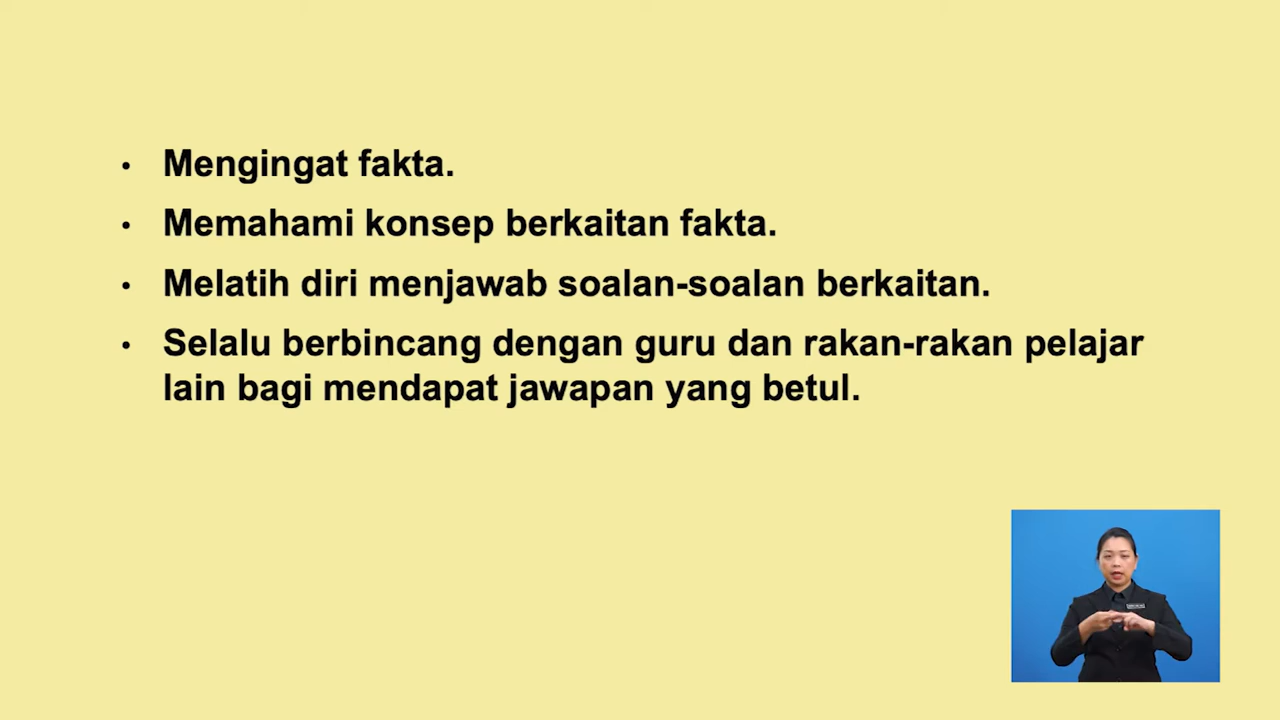 • Mengingat fakta.
• Memahami konsep berkaitan fakta.
• Melatih diri menjawab soalan-soalan berkaitan.
• Selalu berbincang dengan guru dan rakan-rakan pelajar
lain bagi mendapat jawapan yang betul.